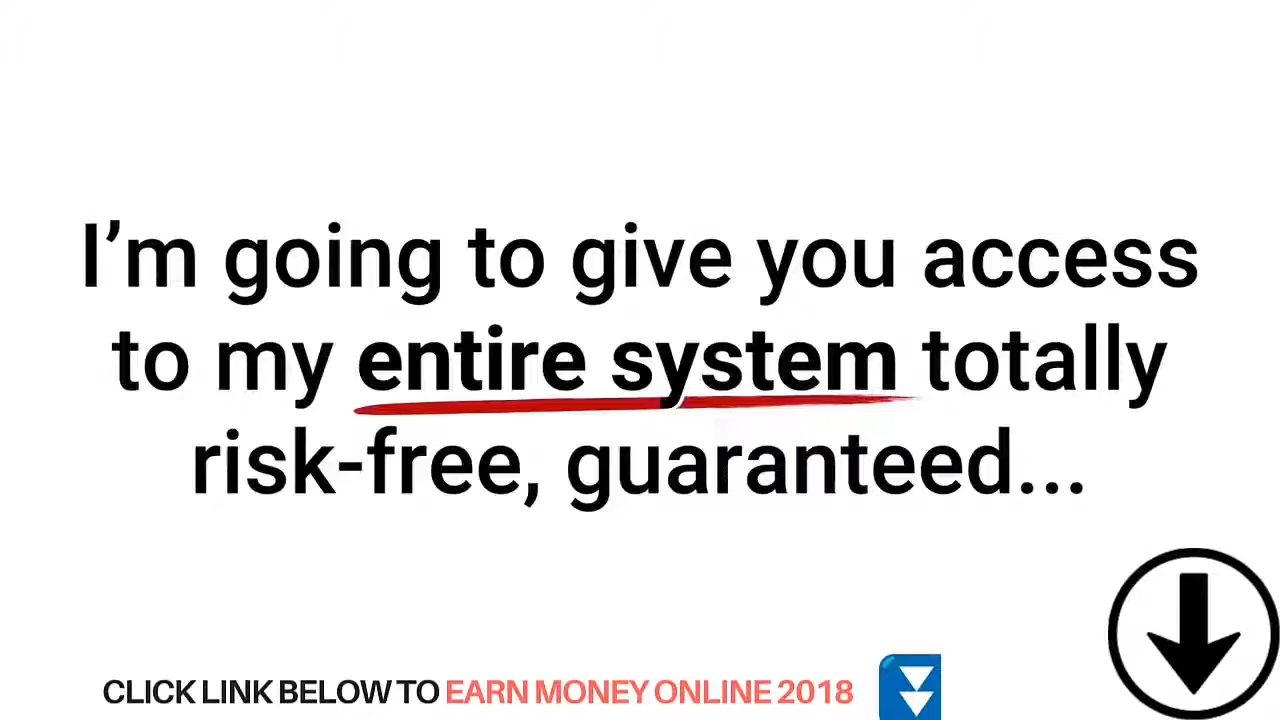 I’m going to give you access
to my entire system totally
risk-free, guaranteed...
CLICK LINK BELOW TO EARN MONEY ONLINE 2018